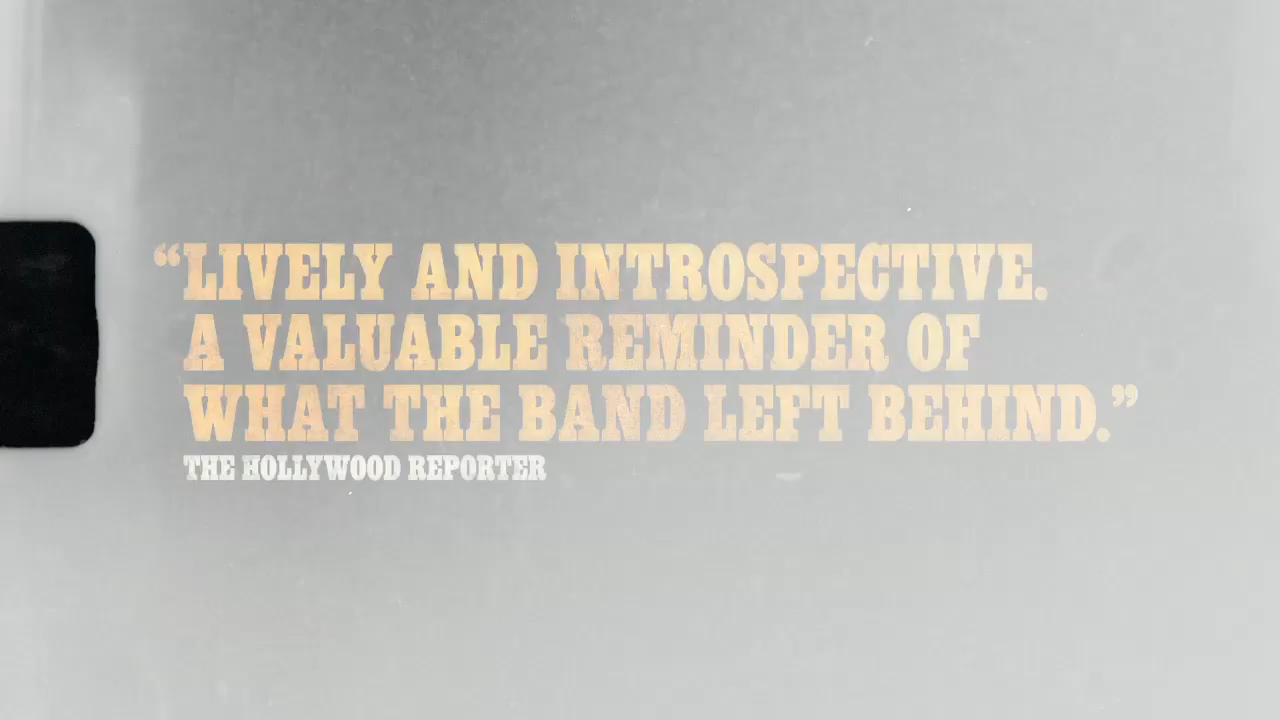 “LIVELY AND INTROSPECTIVE.
A VALUABLE REMINDER OF
WHAT THE BAND LEFT BEHIND.”
THE HOLLYWOOD REPORTER